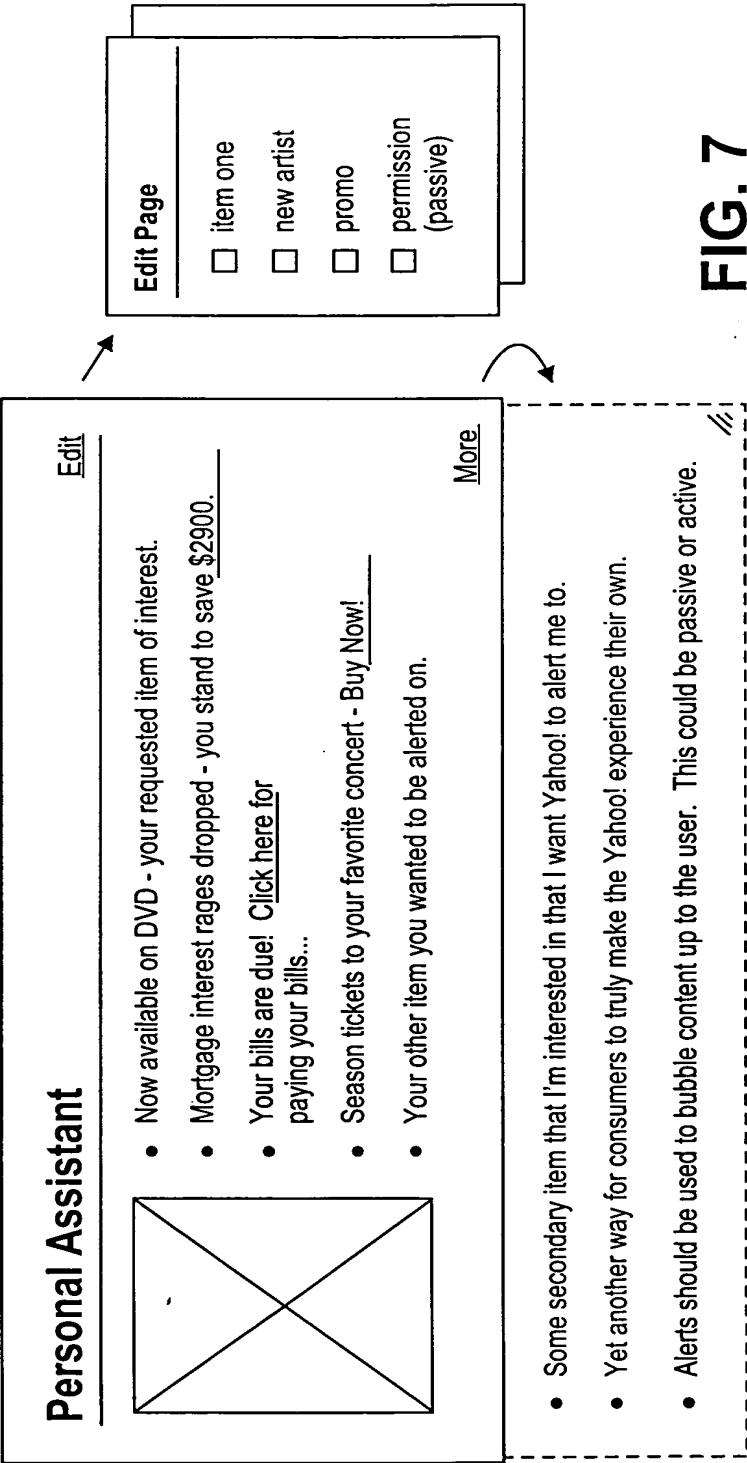 Personal Assistant
Edit
• Now available on DVD - your requested item of interest.
• Mortgage interest rages dropped - you stand to save $2900.
• Your bills are due! Click here for
paying your bills...
• Season tickets to your favorite concert - Buy Now!
• Your other item you wanted to be alerted on.
More
• Some secondary item that I'm interested in that I want Yahoo! to alert me to.
• Yet another way for consumers to truly make the Yahoo! experience their own.
• Alerts should be used to bubble content up to the user. This could be passive or active.
Edit Page
item one
new artist
promo
permission
(passive)
FIG. 7